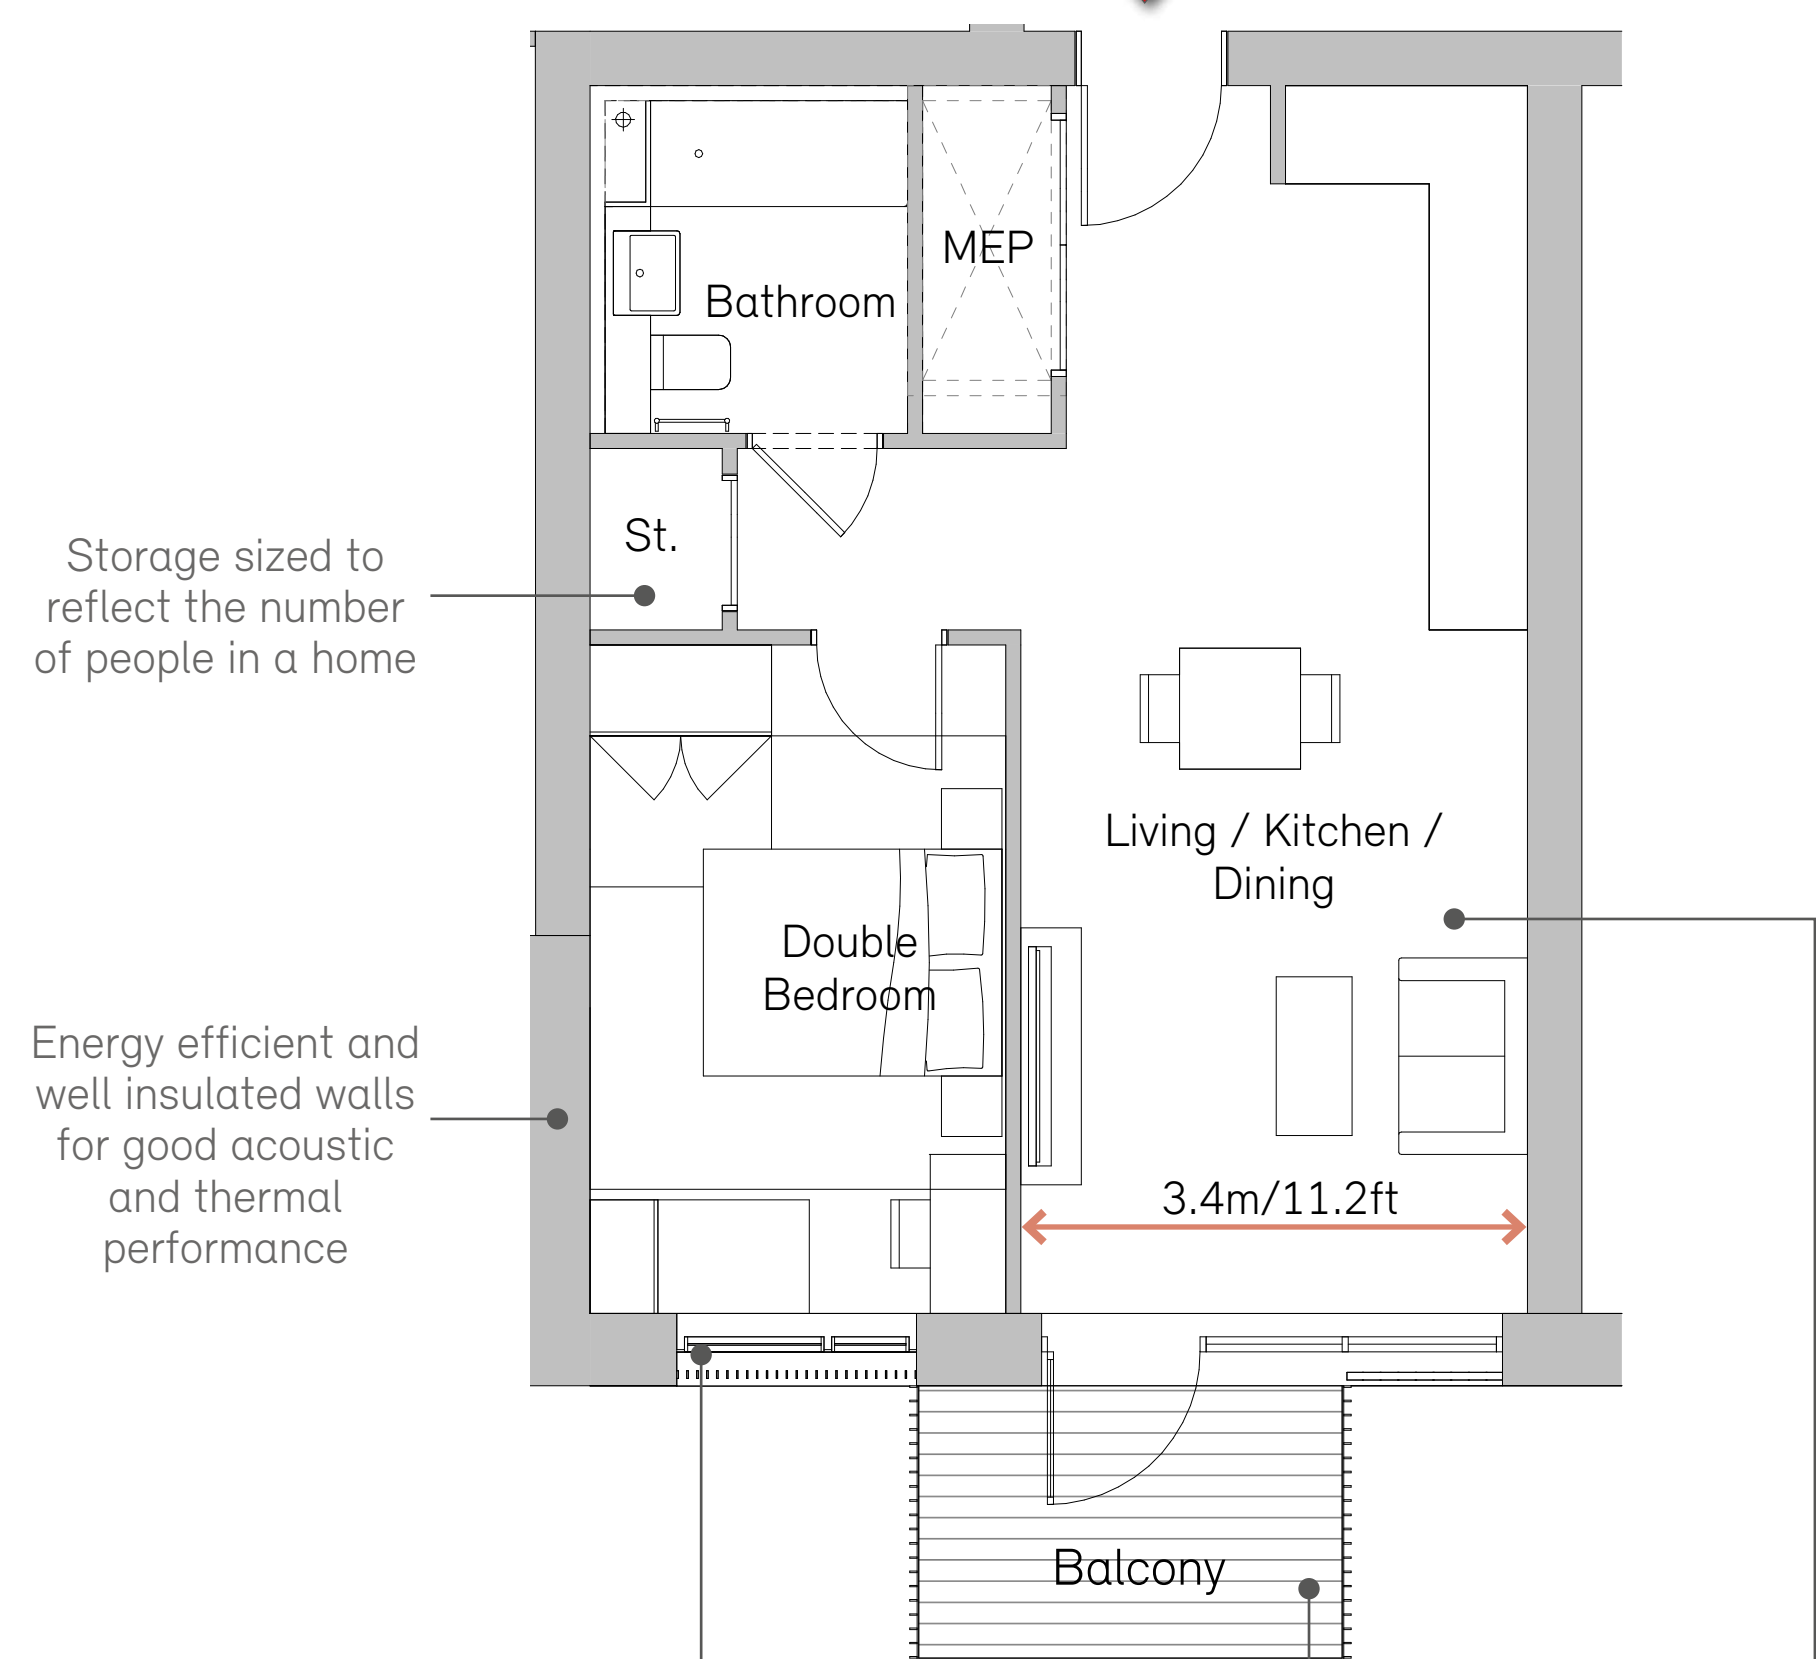 MEP
Bathroom
St.
Storage sized to
reflect the number
of people in a home
Living / Kitchen /
Dining
Double
Bedroom
Energy efficient and
well insulated walls
for good acoustic
and thermal
performance
3.4m/11.2ft
Balcony